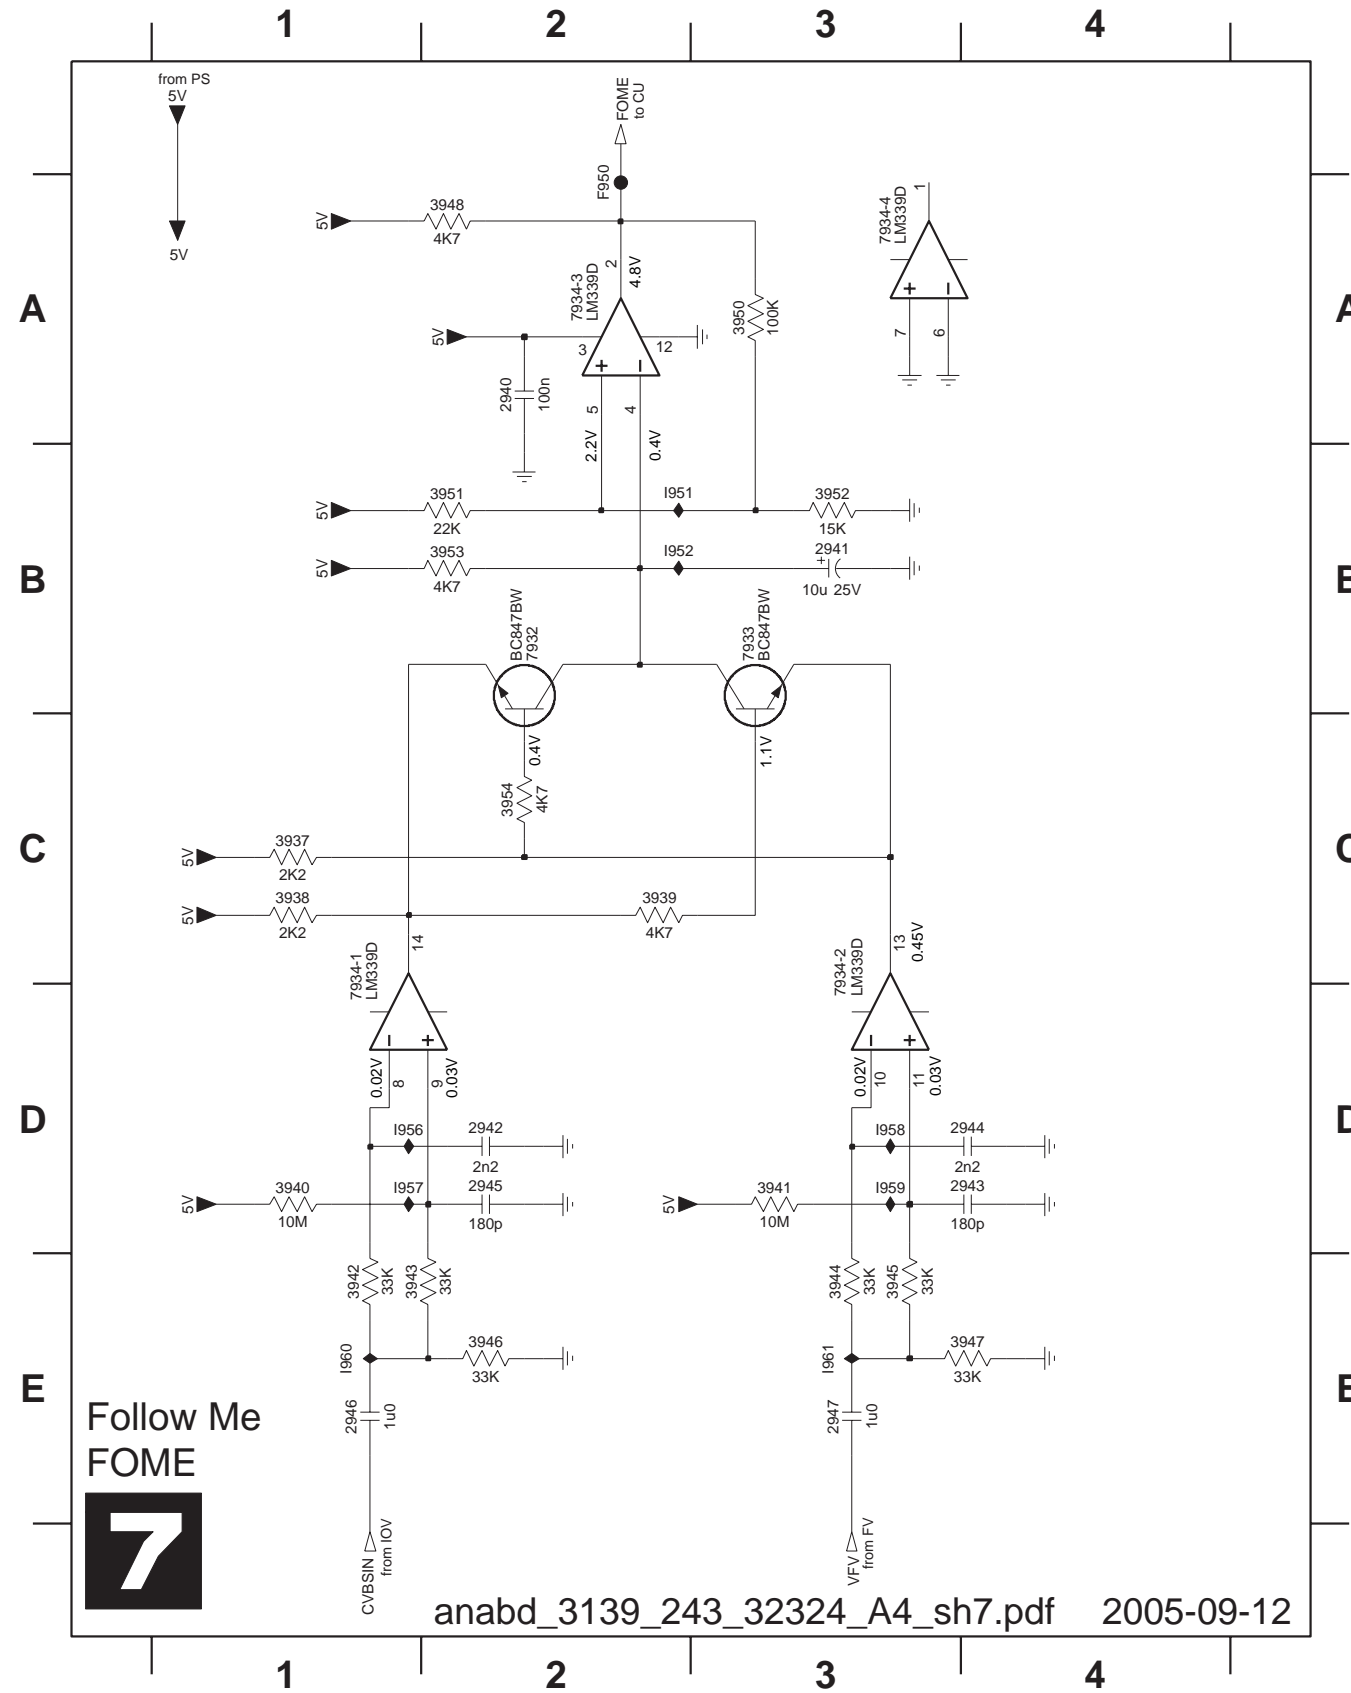 1
2
3
4
from PS
5V
5V
FOME
to CU
F950
5V
3948
4K7
2
4.8V
7934-3
LM339D
7934-4
LM339D
1
7
6
+
−
A
A
5V
3
12
+
−
3950
100K
2940
100n
5
4
2.2V
0.4V
5V
3951
22K
I951
3952
15K
5V
3953
4K7
I952
2941
+
10u 25V
B
B
BC847BW
7932
7933
BC847BW
0.4V
1.1V
3954
4K7
C
C
5V
3937
2K2
5V
3938
2K2
3939
4K7
14
7934-1
LM339D
13
0.45V
7934-2
LM339D
−
+
−
+
0.02V
8
9
0.03V
0.02V
10
11
0.03V
D
D
I956
2942
2n2
I958
2944
2n2
5V
3940
10M
I957
2945
180p
5V
3941
10M
I959
2943
180p
3942
33K
3943
33K
3944
33K
3945
33K
I960
3946
33K
I961
3947
33K
E
E
2946
1u0
2947
1u0
Follow Me
FOME
7
CVBSIN
from IOV
VFV
from FV
anabd_3139_243_32324_A4_sh7.pdf 2005-09-12
1
2
3
4